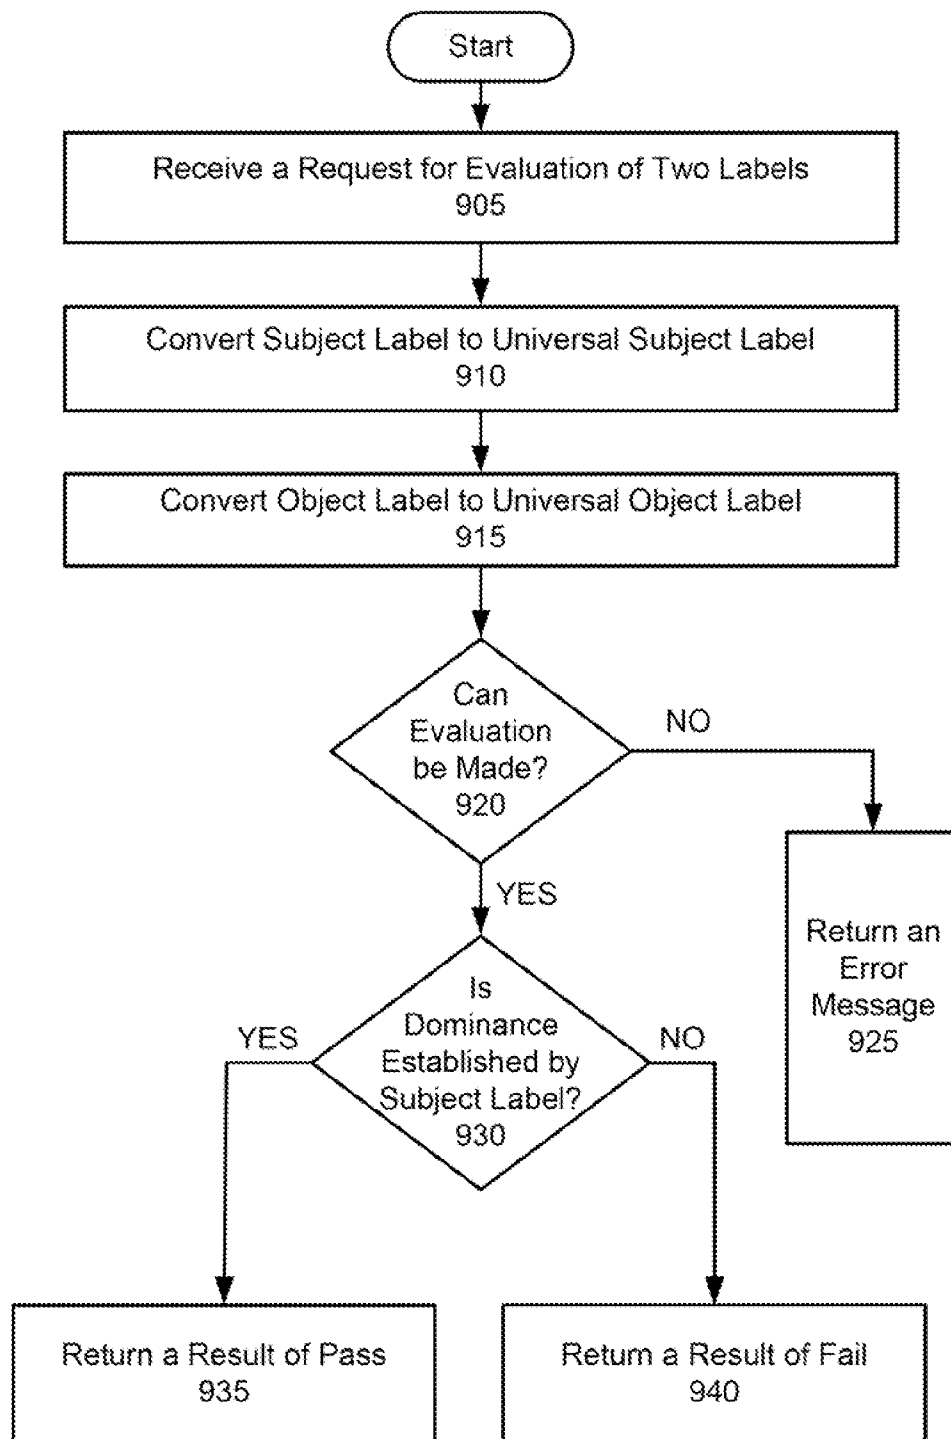 Start
Receive a Request for Evaluation of Two Labels
905
Convert Subject Label to Universal Subject Label
910
Convert Object Label to Universal Object Label
915
Can
Evaluation
be Made?
920
NO
YES
Return an
Error
Message
925
Is
Dominance
Established by
Subject Label?
930
YES
NO
Return a Result of Pass
935
Return a Result of Fail
940